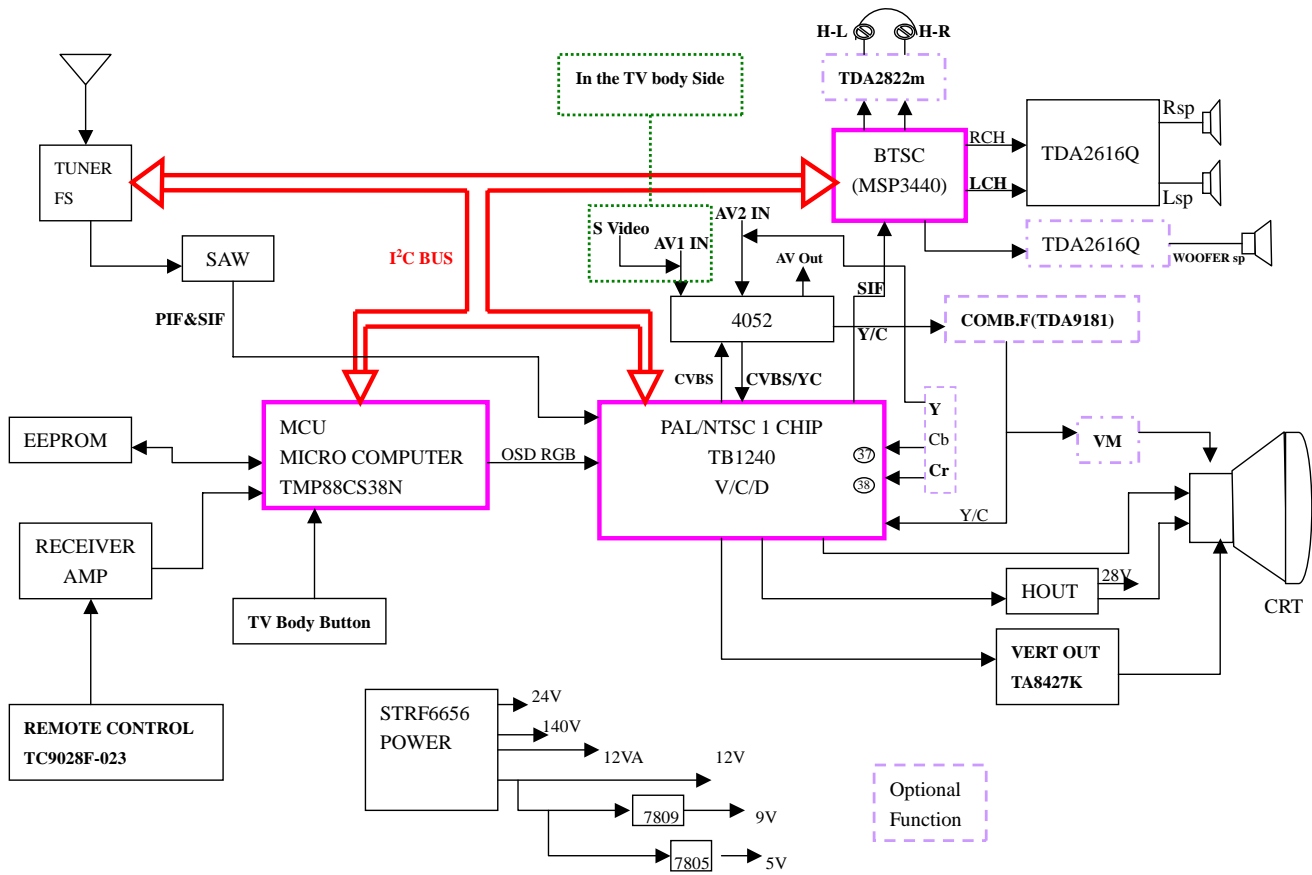 H-L
H-R
In the TV body Side
TDA2822m
Rsp
TUNER
FS
BTSC
(MSP3440)
RCH
LCH
TDA2616Q
Lsp
S Video
AV1 IN
AV2 IN
SAW
I²C BUS
AV Out
TDA2616Q
WOOFER sp
PIF&SIF
SIF
4052
Y/C
COMB.F(TDA9181)
CVBS
CVBS/YC
EEPROM
MCU
MICRO COMPUTER
TMP88CS38N
OSD RGB
PAL/NTSC 1 CHIP
TB1240
V/C/D
37
38
Y
Cb
Cr
VM
Y/C
RECEIVER
AMP
TV Body Button
HOUT
28V
CRT
VERT OUT
TA8427K
REMOTE CONTROL
TC9028F-023
STRF6656
POWER
24V
140V
12VA
12V
7809
9V
7805
5V
Optional
Function